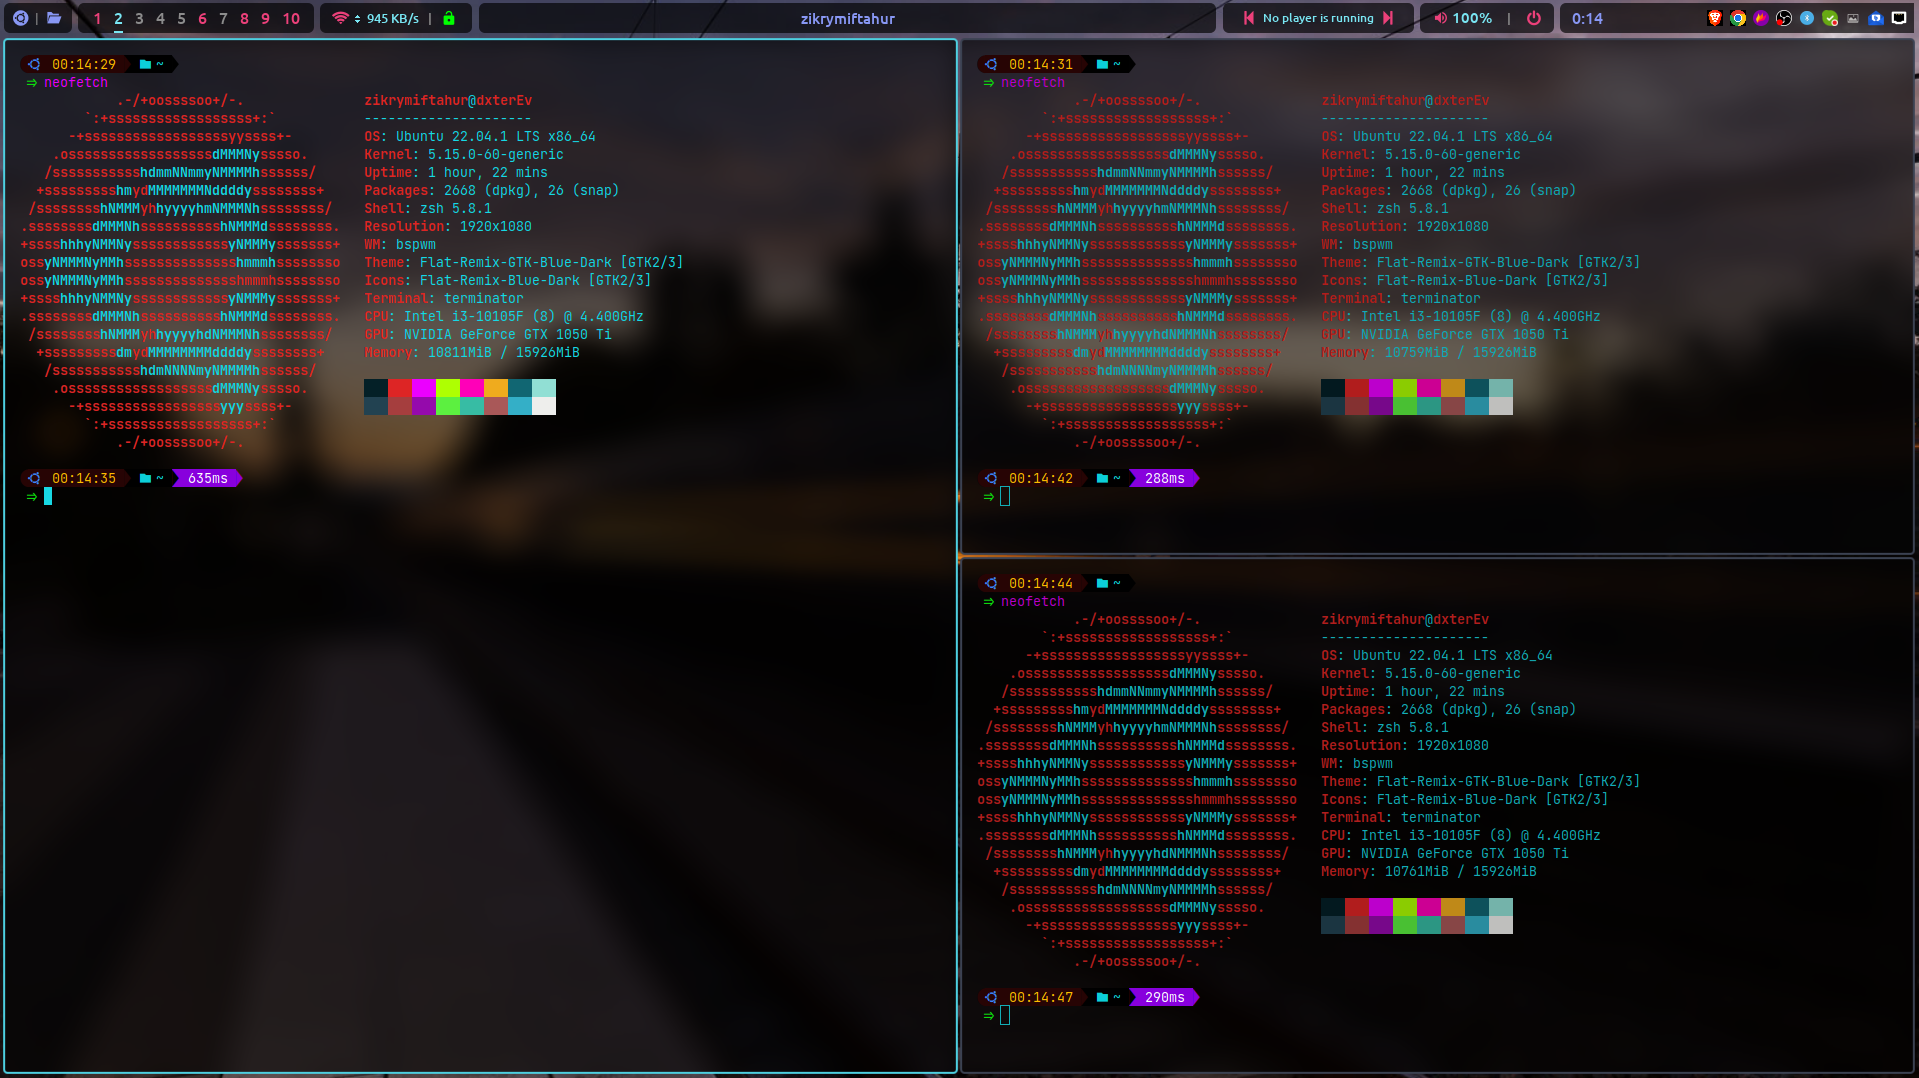 1 2 3 4 5 6 7 8 9 10
945 KB/s
zikrymiftahur
No player is running
100%
0:14
00:14:29 ~
⇒ neofetch
.-/+oossssoo+/-.
`:+ssssssssssssssssss+:`
-+ssssssssssssssssssyyssss+-
.ossssssssssssssssssdMMMNysssso.
/ssssssssssshdmmNNmmyNMMMMhssssss/
+ssssssssshmydMMMMMMMNddddyssssssss+
/sssssssshNMMMyhhyyyyhmNMMMNhssssssss/
.ssssssssdMMMNhsssssssssshNMMMdssssssss.
+sssshhhyNMMNyssssssssssssyNMMMysssssss+
ossyNMMMNyMMhsssssssssssssshmmmhssssssso
ossyNMMMNyMMhsssssssssssssshmmmhssssssso
+sssshhhyNMMNyssssssssssssyNMMMysssssss+
.ssssssssdMMMNhsssssssssshNMMMdssssssss.
/sssssssshNMMMyhhyyyyhdNMMMNhssssssss/
+sssssssssdmydMMMMMMMMddddyssssssss+
/ssssssssssshdmNNNNmyNMMMMhssssss/
.ossssssssssssssssssdMMMNysssso.
-+sssssssssssssssssyyyssss+-
`:+ssssssssssssssssss+:`
.-/+oossssoo+/-.
zikrymiftahur@dxterEv
---------------------
OS: Ubuntu 22.04.1 LTS x86_64
Kernel: 5.15.0-60-generic
Uptime: 1 hour, 22 mins
Packages: 2668 (dpkg), 26 (snap)
Shell: zsh 5.8.1
Resolution: 1920x1080
WM: bspwm
Theme: Flat-Remix-GTK-Blue-Dark [GTK2/3]
Icons: Flat-Remix-Blue-Dark [GTK2/3]
Terminal: terminator
CPU: Intel i3-10105F (8) @ 4.400GHz
GPU: NVIDIA GeForce GTX 1050 Ti
Memory: 10811MiB / 15926MiB
00:14:35 ~ 635ms
⇒
00:14:31 ~
⇒ neofetch
.-/+oossssoo+/-.
`:+ssssssssssssssssss+:`
-+ssssssssssssssssssyyssss+-
.ossssssssssssssssssdMMMNysssso.
/ssssssssssshdmmNNmmyNMMMMhssssss/
+ssssssssshmydMMMMMMMNddddyssssssss+
/sssssssshNMMMyhhyyyyhmNMMMNhssssssss/
.ssssssssdMMMNhsssssssssshNMMMdssssssss.
+sssshhhyNMMNyssssssssssssyNMMMysssssss+
ossyNMMMNyMMhsssssssssssssshmmmhssssssso
ossyNMMMNyMMhsssssssssssssshmmmhssssssso
+sssshhhyNMMNyssssssssssssyNMMMysssssss+
.ssssssssdMMMNhsssssssssshNMMMdssssssss.
/sssssssshNMMMyhhyyyyhdNMMMNhssssssss/
+sssssssssdmydMMMMMMMMddddyssssssss+
/ssssssssssshdmNNNNmyNMMMMhssssss/
.ossssssssssssssssssdMMMNysssso.
-+sssssssssssssssssyyyssss+-
`:+ssssssssssssssssss+:`
.-/+oossssoo+/-.
zikrymiftahur@dxterEv
---------------------
OS: Ubuntu 22.04.1 LTS x86_64
Kernel: 5.15.0-60-generic
Uptime: 1 hour, 22 mins
Packages: 2668 (dpkg), 26 (snap)
Shell: zsh 5.8.1
Resolution: 1920x1080
WM: bspwm
Theme: Flat-Remix-GTK-Blue-Dark [GTK2/3]
Icons: Flat-Remix-Blue-Dark [GTK2/3]
Terminal: terminator
CPU: Intel i3-10105F (8) @ 4.400GHz
GPU: NVIDIA GeForce GTX 1050 Ti
Memory: 10759MiB / 15926MiB
00:14:42 ~ 288ms
⇒
00:14:44 ~
⇒ neofetch
.-/+oossssoo+/-.
`:+ssssssssssssssssss+:`
-+ssssssssssssssssssyyssss+-
.ossssssssssssssssssdMMMNysssso.
/ssssssssssshdmmNNmmyNMMMMhssssss/
+ssssssssshmydMMMMMMMNddddyssssssss+
/sssssssshNMMMyhhyyyyhmNMMMNhssssssss/
.ssssssssdMMMNhsssssssssshNMMMdssssssss.
+sssshhhyNMMNyssssssssssssyNMMMysssssss+
ossyNMMMNyMMhsssssssssssssshmmmhssssssso
ossyNMMMNyMMhsssssssssssssshmmmhssssssso
+sssshhhyNMMNyssssssssssssyNMMMysssssss+
.ssssssssdMMMNhsssssssssshNMMMdssssssss.
/sssssssshNMMMyhhyyyyhdNMMMNhssssssss/
+sssssssssdmydMMMMMMMMddddyssssssss+
/ssssssssssshdmNNNNmyNMMMMhssssss/
.ossssssssssssssssssdMMMNysssso.
-+sssssssssssssssssyyyssss+-
`:+ssssssssssssssssss+:`
.-/+oossssoo+/-.
zikrymiftahur@dxterEv
---------------------
OS: Ubuntu 22.04.1 LTS x86_64
Kernel: 5.15.0-60-generic
Uptime: 1 hour, 22 mins
Packages: 2668 (dpkg), 26 (snap)
Shell: zsh 5.8.1
Resolution: 1920x1080
WM: bspwm
Theme: Flat-Remix-GTK-Blue-Dark [GTK2/3]
Icons: Flat-Remix-Blue-Dark [GTK2/3]
Terminal: terminator
CPU: Intel i3-10105F (8) @ 4.400GHz
GPU: NVIDIA GeForce GTX 1050 Ti
Memory: 10761MiB / 15926MiB
00:14:47 ~ 290ms
⇒